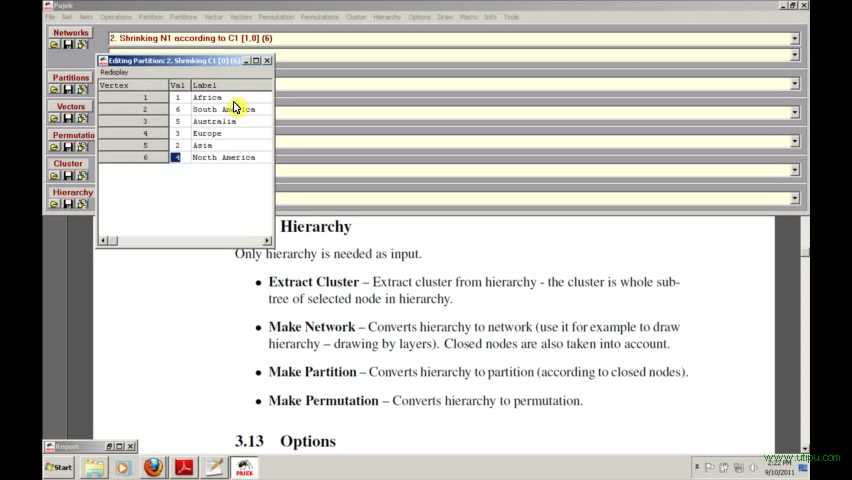 Pajek
File Net Nets Operations Partition Partitions Vector Vectors Permutation Permutations Cluster Hierarchy Options Draw Macro Info Tools
Networks
2. Shrinking N1 according to C1 [1,0] (6)
Editing Partition: 2. Shrinking C1 [0] (6)
Redisplay
Vertex Val Label
1 1 Africa
2 6 South America
3 5 Australia
4 3 Europe
5 2 Asia
6 4 North America
Partitions
Vectors
Permutatio
Cluster
Hierarchy
Hierarchy
Only hierarchy is needed as input.
• Extract Cluster – Extract cluster from hierarchy - the cluster is whole sub-
tree of selected node in hierarchy.
• Make Network – Converts hierarchy to network (use it for example to draw
hierarchy – drawing by layers). Closed nodes are also taken into account.
• Make Partition – Converts hierarchy to partition (according to closed nodes).
• Make Permutation – Converts hierarchy to permutation.
3.13 Options
Report
Start
PAJEK
2:22 PM
9/10/2011
www.utipu.com